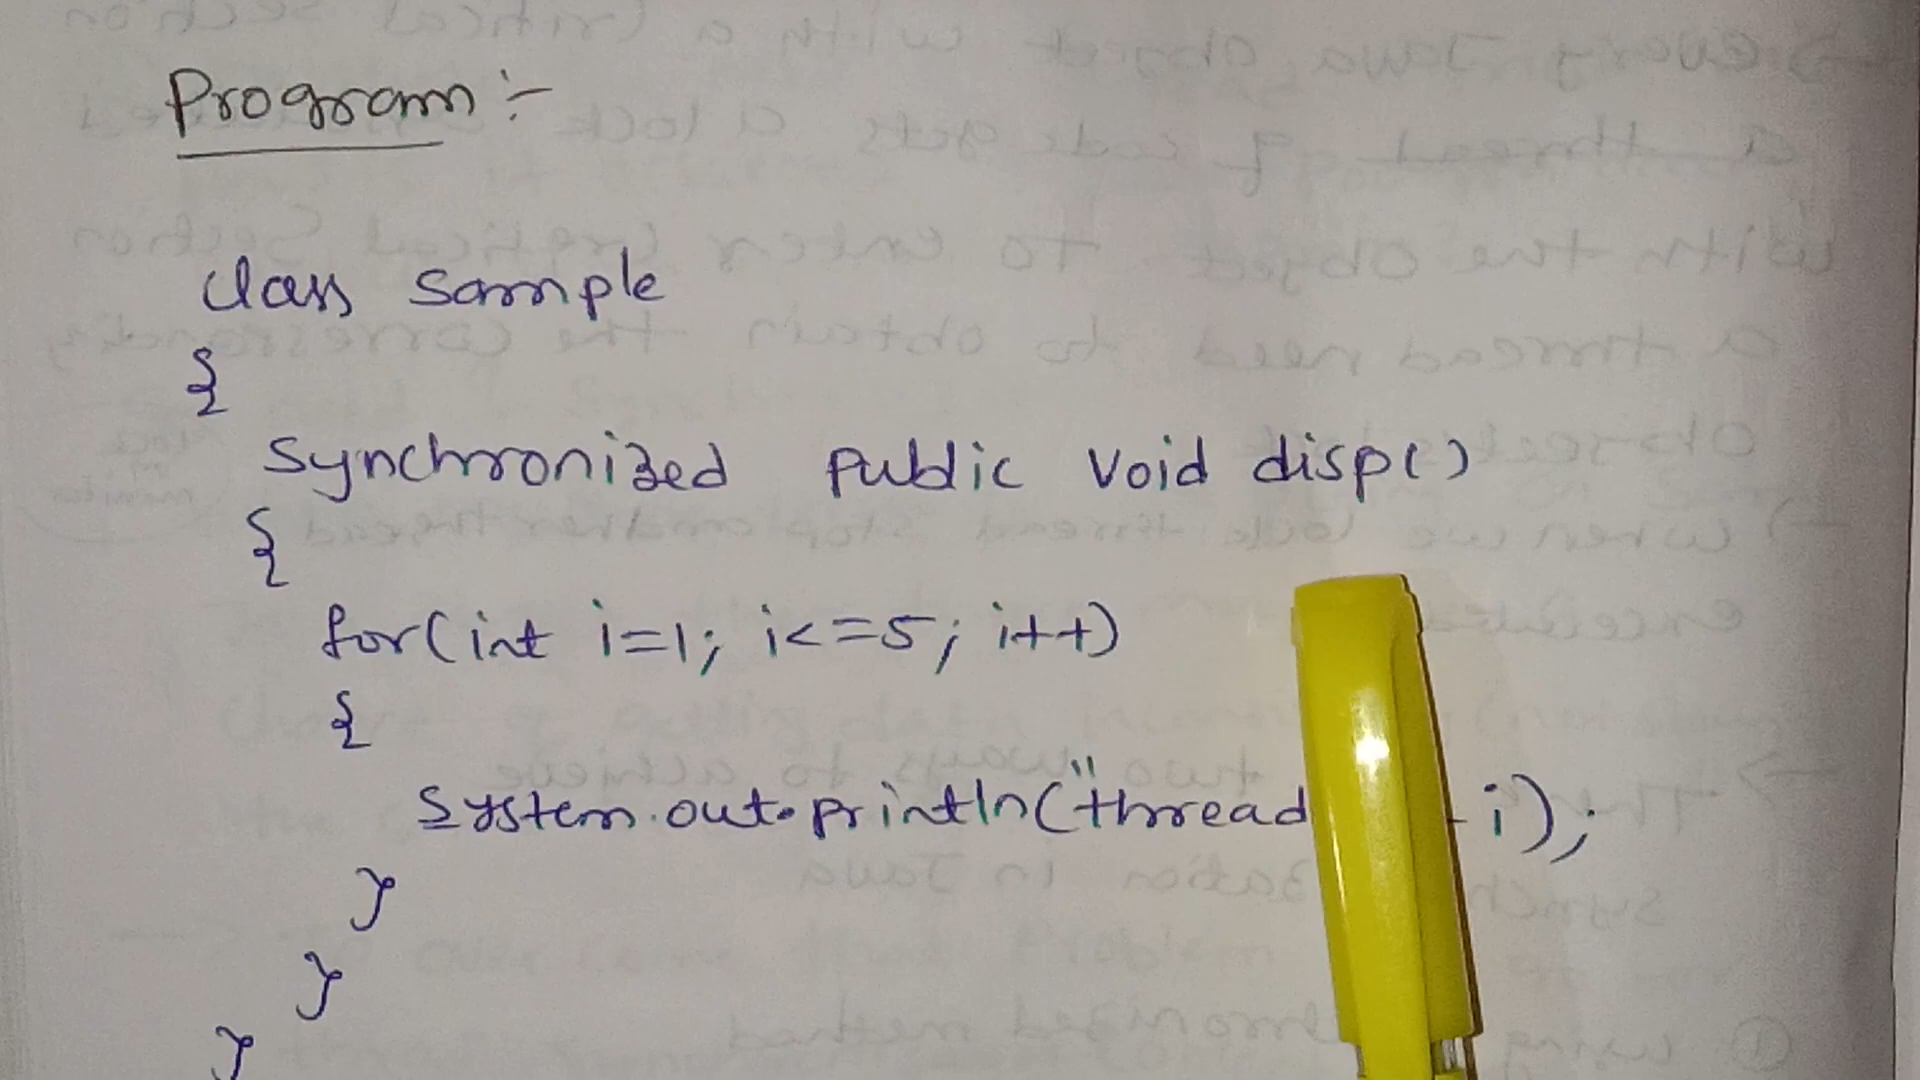 Program :-
class sample
{
synchronized public void disp()
{
for(int i=1; i<=5; i++)
{
System.out.println("thread i);
}
}
}